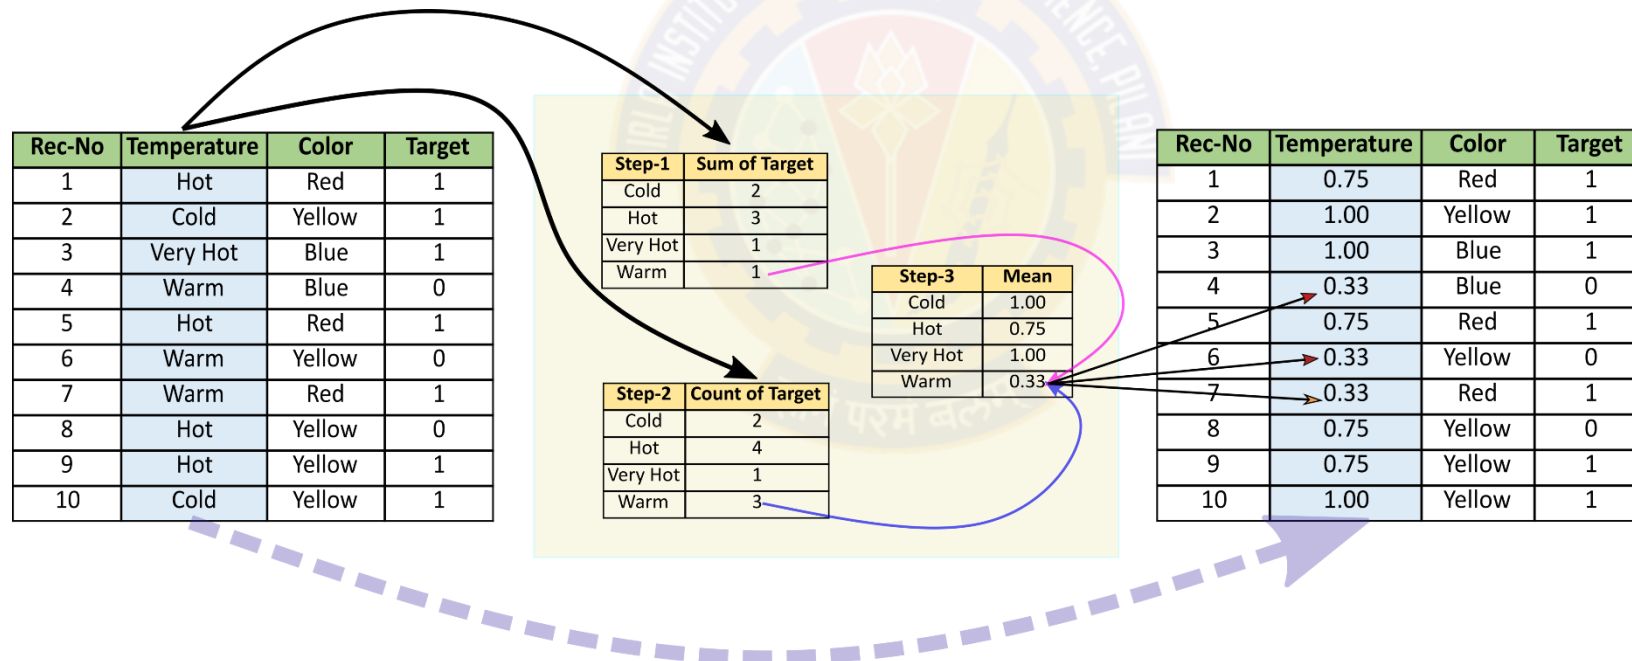 Rec-No Temperature Color Target
1 Hot Red 1
2 Cold Yellow 1
3 Very Hot Blue 1
4 Warm Blue 0
5 Hot Red 1
6 Warm Yellow 0
7 Warm Red 1
8 Hot Yellow 0
9 Hot Yellow 1
10 Cold Yellow 1
Step-1 Sum of Target
Cold 2
Hot 3
Very Hot 1
Warm 1
Step-2 Count of Target
Cold 2
Hot 4
Very Hot 1
Warm 3
Step-3 Mean
Cold 1.00
Hot 0.75
Very Hot 1.00
Warm 0.33
Rec-No Temperature Color Target
1 0.75 Red 1
2 1.00 Yellow 1
3 1.00 Blue 1
4 0.33 Blue 0
5 0.75 Red 1
6 0.33 Yellow 0
7 0.33 Red 1
8 0.75 Yellow 0
9 0.75 Yellow 1
10 1.00 Yellow 1
PILANI
परम